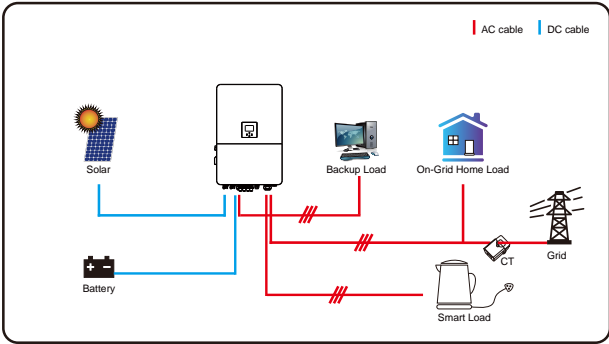 AC cable
DC cable
Solar
Backup Load
On-Grid Home Load
CT
Grid
Battery
Smart Load